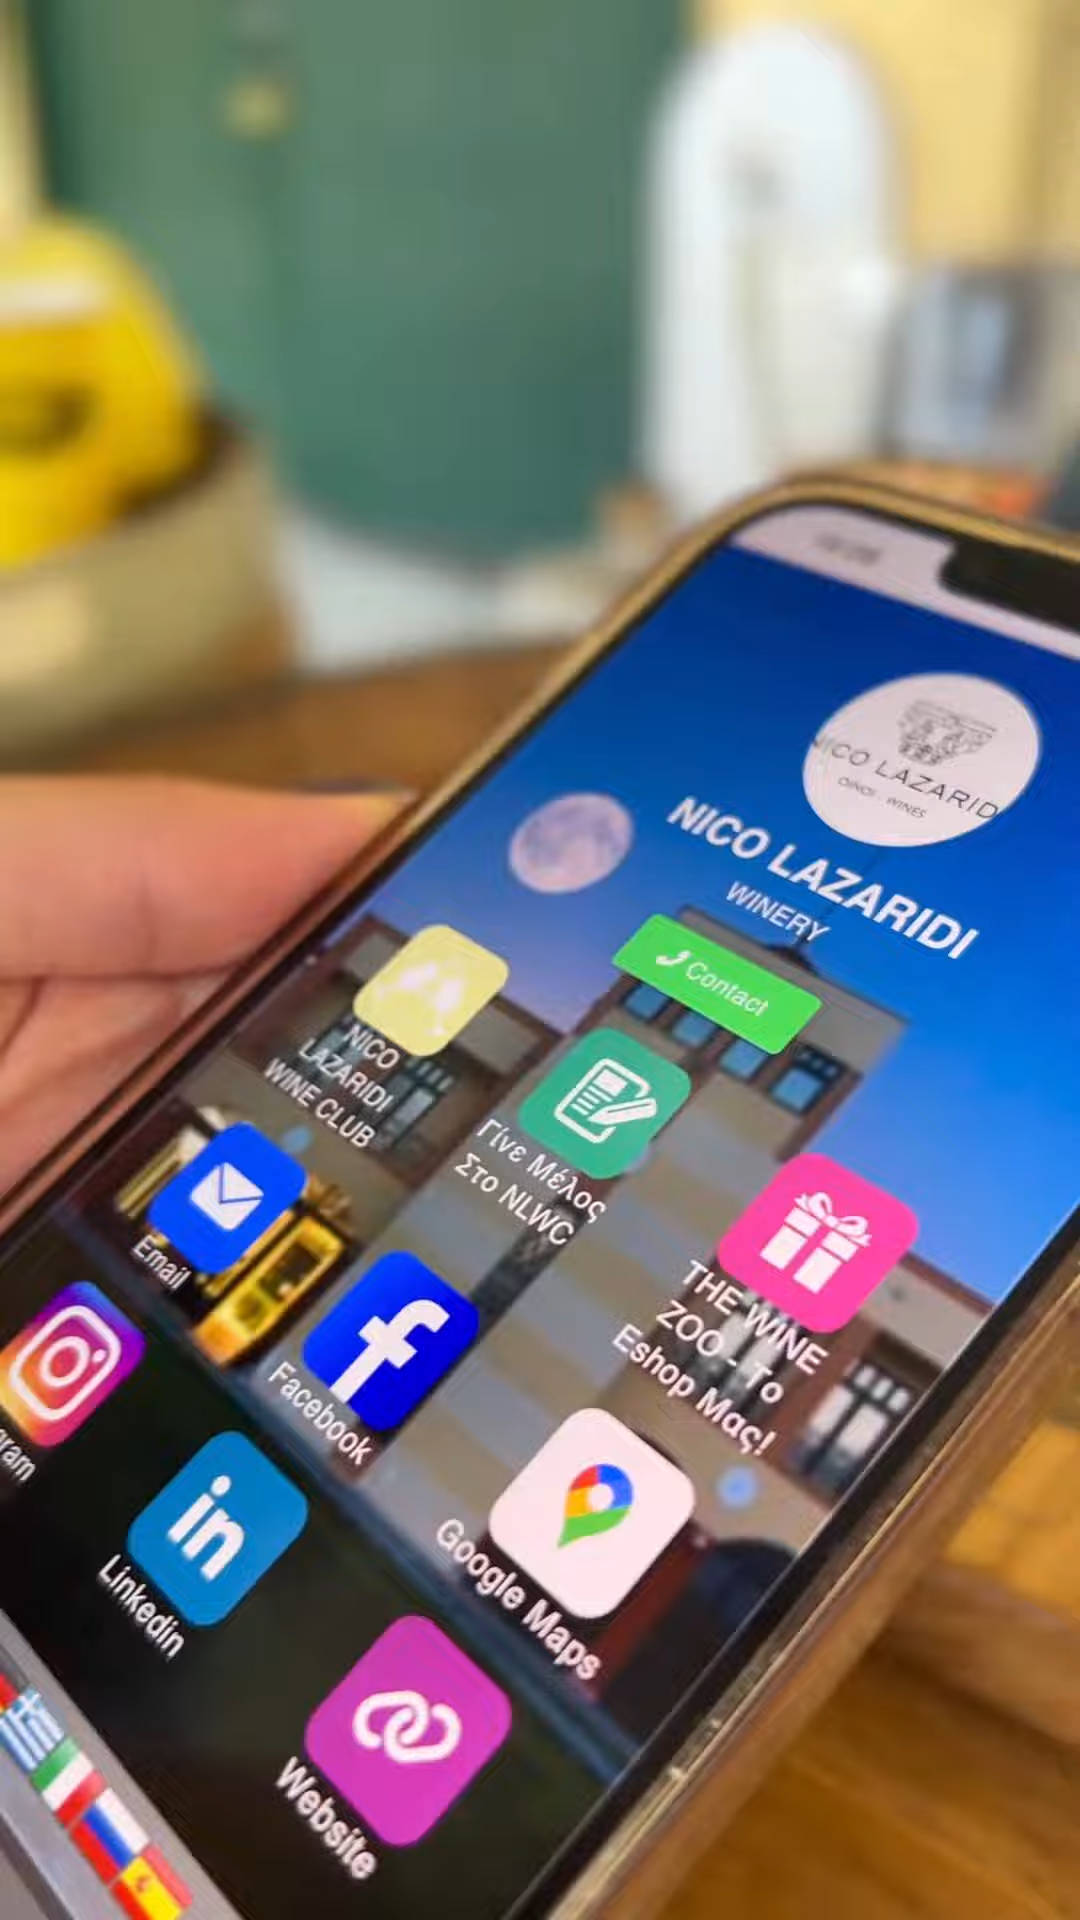 NICO LAZARID
OINOI . WINES
NICO LAZARIDI
WINERY
Contact
NICO
LAZARIDI
WINE CLUB
Γίνε Μέλος
Στο NLWC
THE WINE
ZOO - Το
Eshop Μας!
Email
Facebook
Google Maps
gram
Linkedin
Website